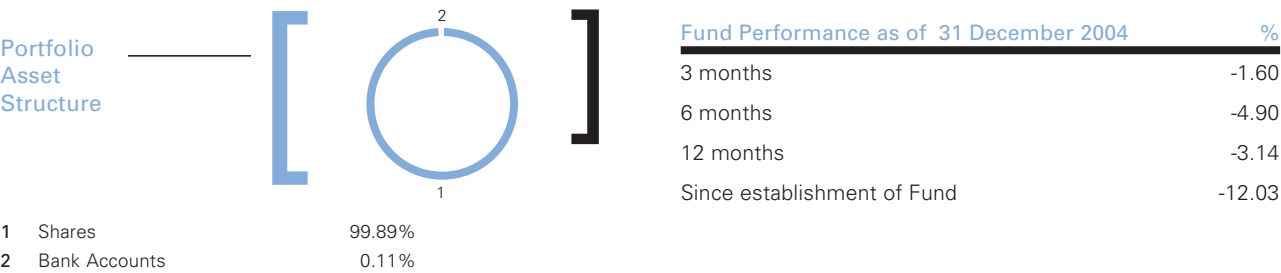 Portfolio
Asset
Structure
2
1
1 Shares 99.89%
2 Bank Accounts 0.11%
Fund Performance as of 31 December 2004 %
3 months -1.60
6 months -4.90
12 months -3.14
Since establishment of Fund -12.03